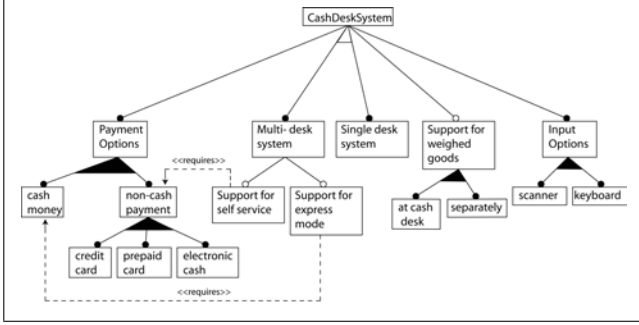 CashDeskSystem
Payment
Options
Multi- desk
system
Single desk
system
Support for
weighed
goods
Input
Options
<<requires>>
cash
money
non-cash
payment
Support for
self service
Support for
express
mode
at cash
desk
separately
scanner
keyboard
credit
card
prepaid
card
electronic
cash
<<requires>>